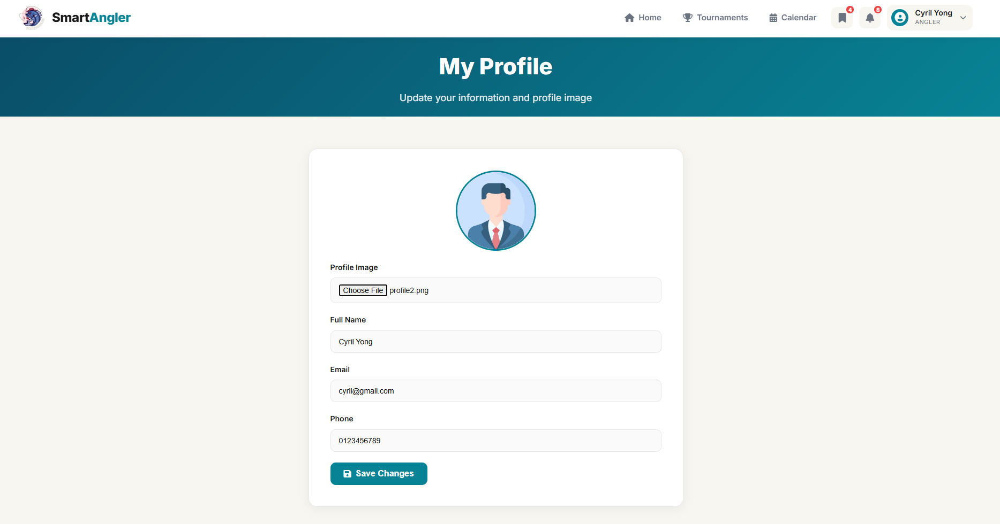 SmartAngler
Home
Tournaments
Calendar
4
8
Cyril Yong
ANGLER
My Profile
Update your information and profile image
Profile Image
Choose File profile2.png
Full Name
Cyril Yong
Email
cyril@gmail.com
Phone
0123456789
Save Changes